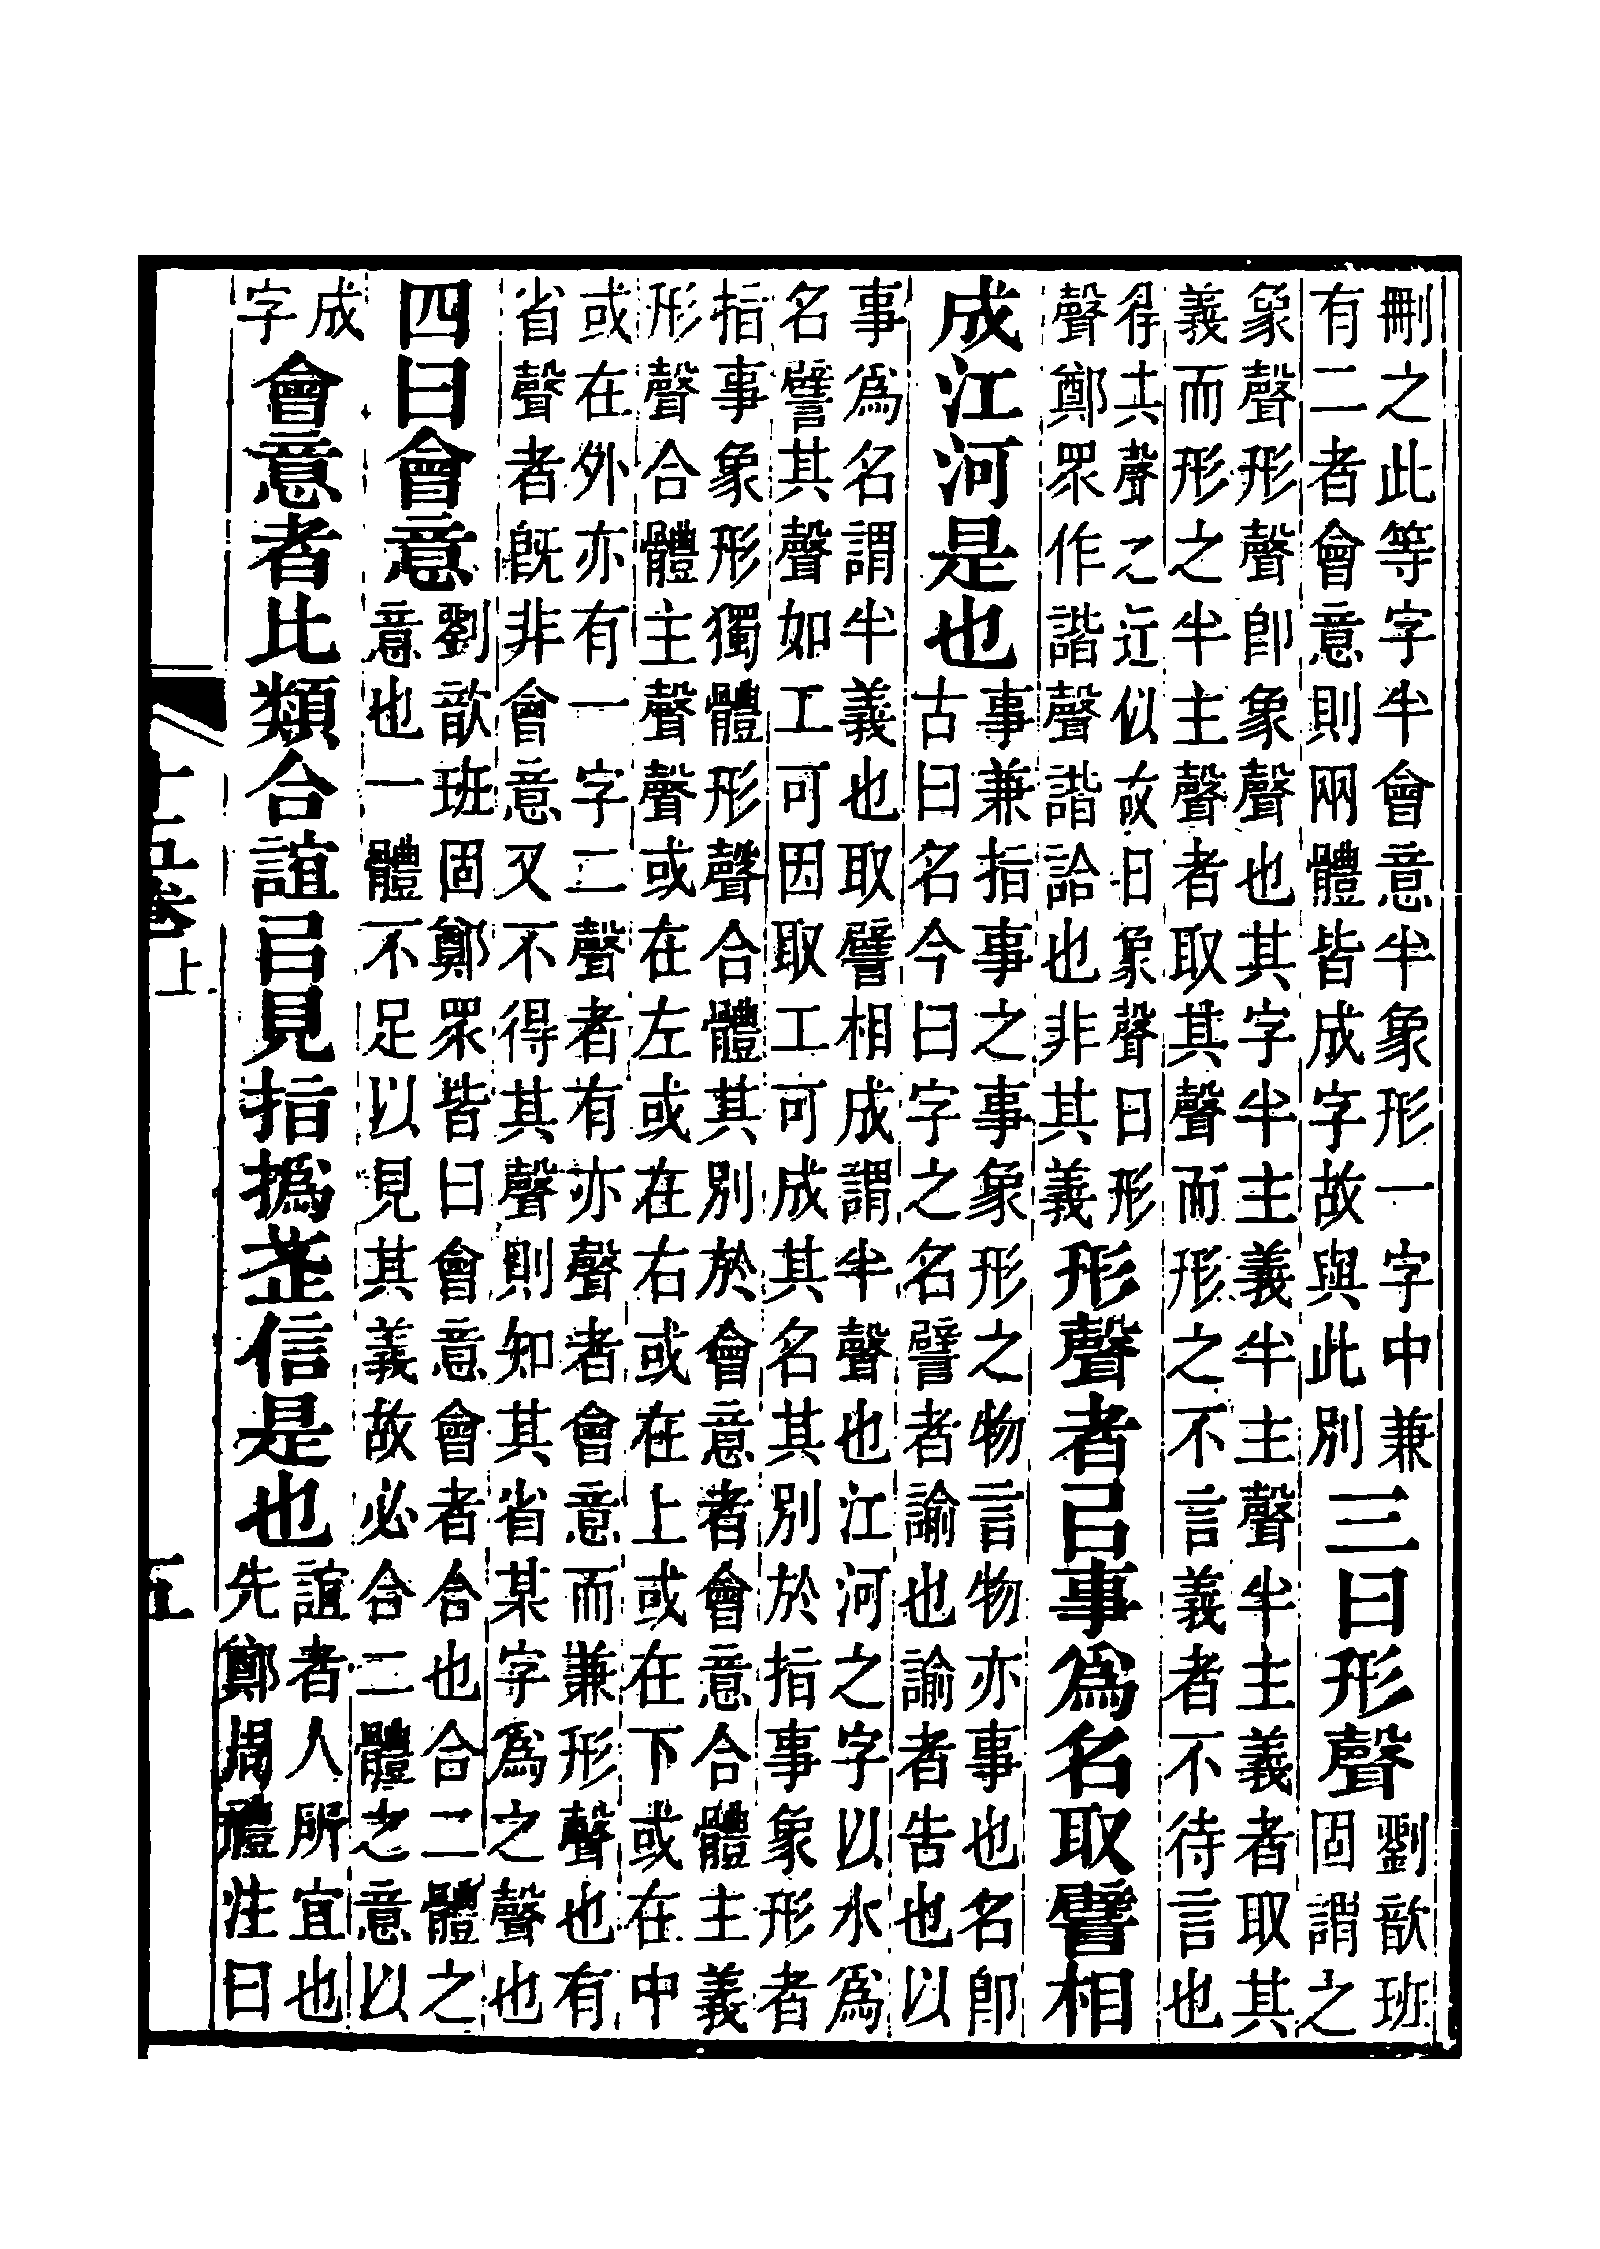 刪之此等字半會意半象形一字中兼有二者會意則兩體皆成字故與此別三曰形聲劉歆班固謂之
象聲形聲卽象聲也其字半主義半主聲半主義者取其義而形之半主聲者取其聲而形之不言義者不待言也
得其聲之近似故曰象聲曰形聲鄭眾作諧聲諧詥也非其義形聲者㠯事爲名取譬相
成江河是也事兼指事之事象形之物言物亦事也名卽古曰名今曰字之名譬者諭也諭者告也以
事爲名謂半義也取譬相成謂半聲也江河之字以水爲名譬其聲如工可因取工可成其名其別於指事象形者
指事象形獨體形聲合體其別於會意者會意合體主義形聲合體主聲聲或在左或在右或在上或在下或在中
或在外亦有一字二聲者有亦聲者會意而兼形聲也有省聲者旣非會意又不得其聲則知其省某字爲之聲也
四曰會意劉歆班固鄭眾皆曰會意會者合也合二體之意也一體不足以見其義故必合二體之意以
成字會意者比類合誼㠯見指撝武信是也誼者人所宜也先鄭周禮注曰
十五卷上 五